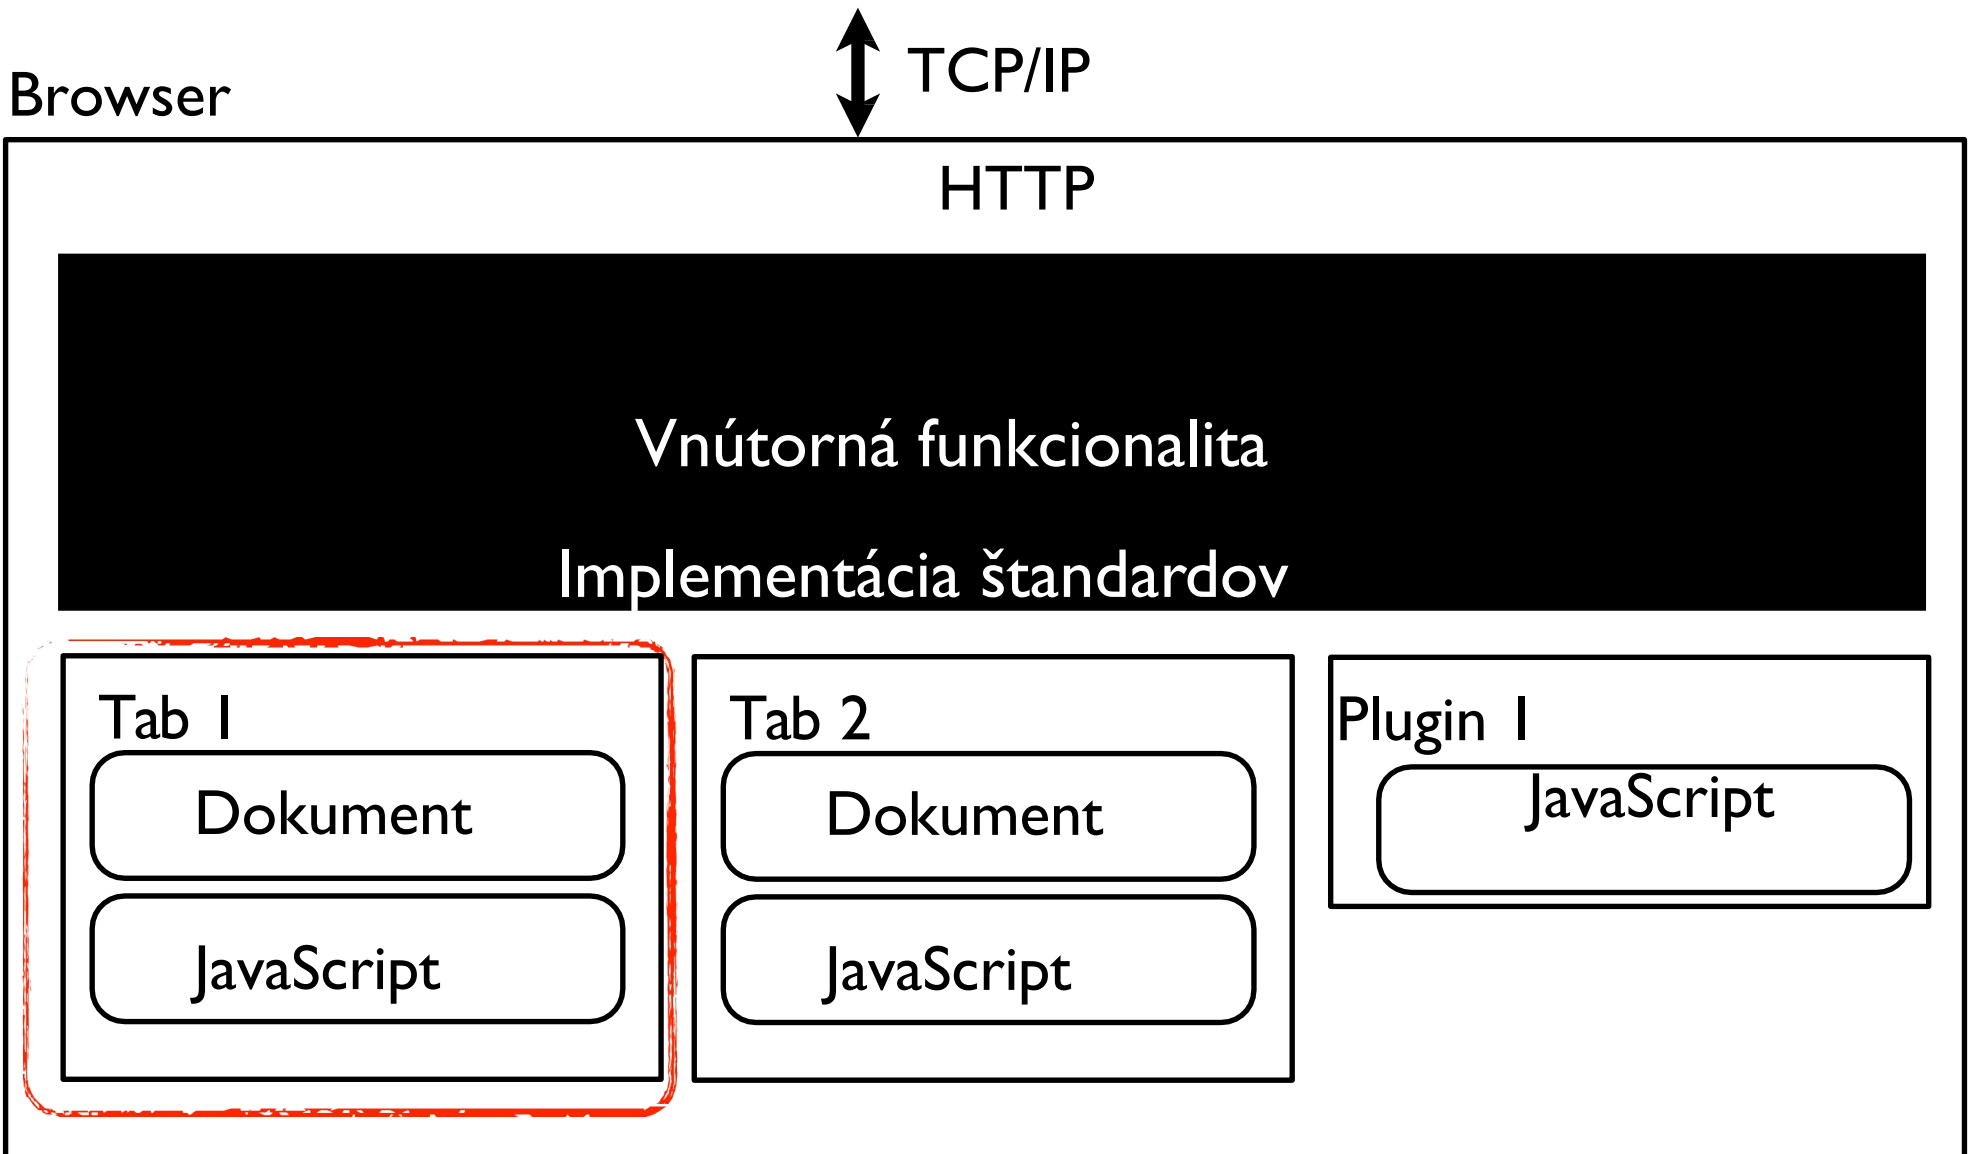 TCP/IP
Browser
HTTP
Vnútorná funkcionalita
Implementácia štandardov
Tab 1
Dokument
JavaScript
Tab 2
Dokument
JavaScript
Plugin 1
JavaScript